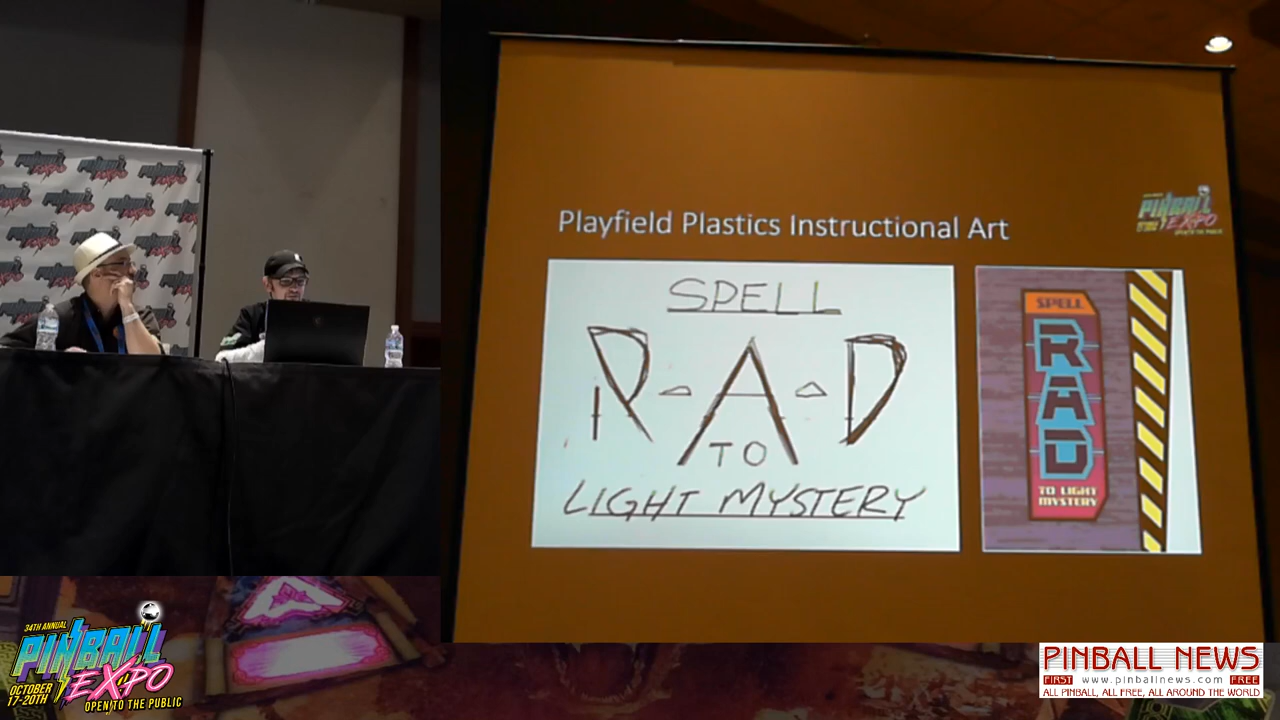 Playfield Plastics Instructional Art
PINBALL
EXPO
SPELL
R-A-D
TO
LIGHT MYSTERY
SPELL
RAD
TO LIGHT
MYSTERY
34TH ANNUAL
PINBALL
EXPO
OCTOBER
17-20TH
OPEN TO THE PUBLIC
PINBALL NEWS
FIRST www.pinballnews.com FREE
ALL PINBALL, ALL FREE, ALL AROUND THE WORLD